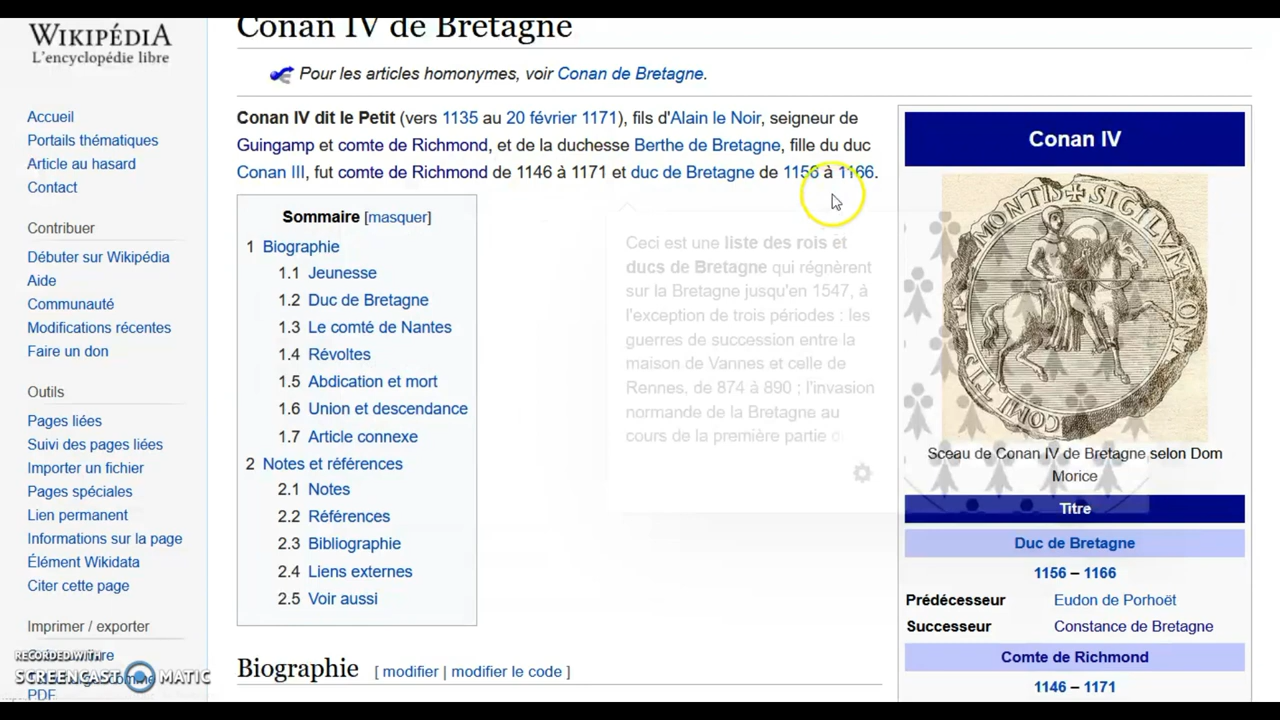 WIKIPÉDIA
L'encyclopédie libre
Accueil
Portails thématiques
Article au hasard
Contact
Contribuer
Débuter sur Wikipédia
Aide
Communauté
Modifications récentes
Faire un don
Outils
Pages liées
Suivi des pages liées
Importer un fichier
Pages spéciales
Lien permanent
Informations sur la page
Élément Wikidata
Citer cette page
Imprimer / exporter
RECORDED WITH
SCREENCAST MATIC
PDF
Conan IV de Bretagne
Pour les articles homonymes, voir Conan de Bretagne.
Conan IV dit le Petit (vers 1135 au 20 février 1171), fils d'Alain le Noir, seigneur de
Guingamp et comte de Richmond, et de la duchesse Berthe de Bretagne, fille du duc
Conan III, fut comte de Richmond de 1146 à 1171 et duc de Bretagne de 1156 à 1166.
Sommaire [masquer]
1 Biographie
1.1 Jeunesse
1.2 Duc de Bretagne
1.3 Le comté de Nantes
1.4 Révoltes
1.5 Abdication et mort
1.6 Union et descendance
1.7 Article connexe
2 Notes et références
2.1 Notes
2.2 Références
2.3 Bibliographie
2.4 Liens externes
2.5 Voir aussi
Ceci est une liste des rois et
ducs de Bretagne qui régnèrent
sur la Bretagne jusqu'en 1547, à
l'exception de trois périodes : les
guerres de succession entre la
maison de Vannes et celle de
Rennes, de 874 à 890 ; l'invasion
normande de la Bretagne au
cours de la première partie
Biographie [ modifier | modifier le code ]
Conan IV
MONTIS SIGILVM
COMITIS
Sceau de Conan IV de Bretagne selon Dom
Morice
Titre
Duc de Bretagne
1156 – 1166
Prédécesseur Eudon de Porhoët
Successeur Constance de Bretagne
Comte de Richmond
1146 – 1171